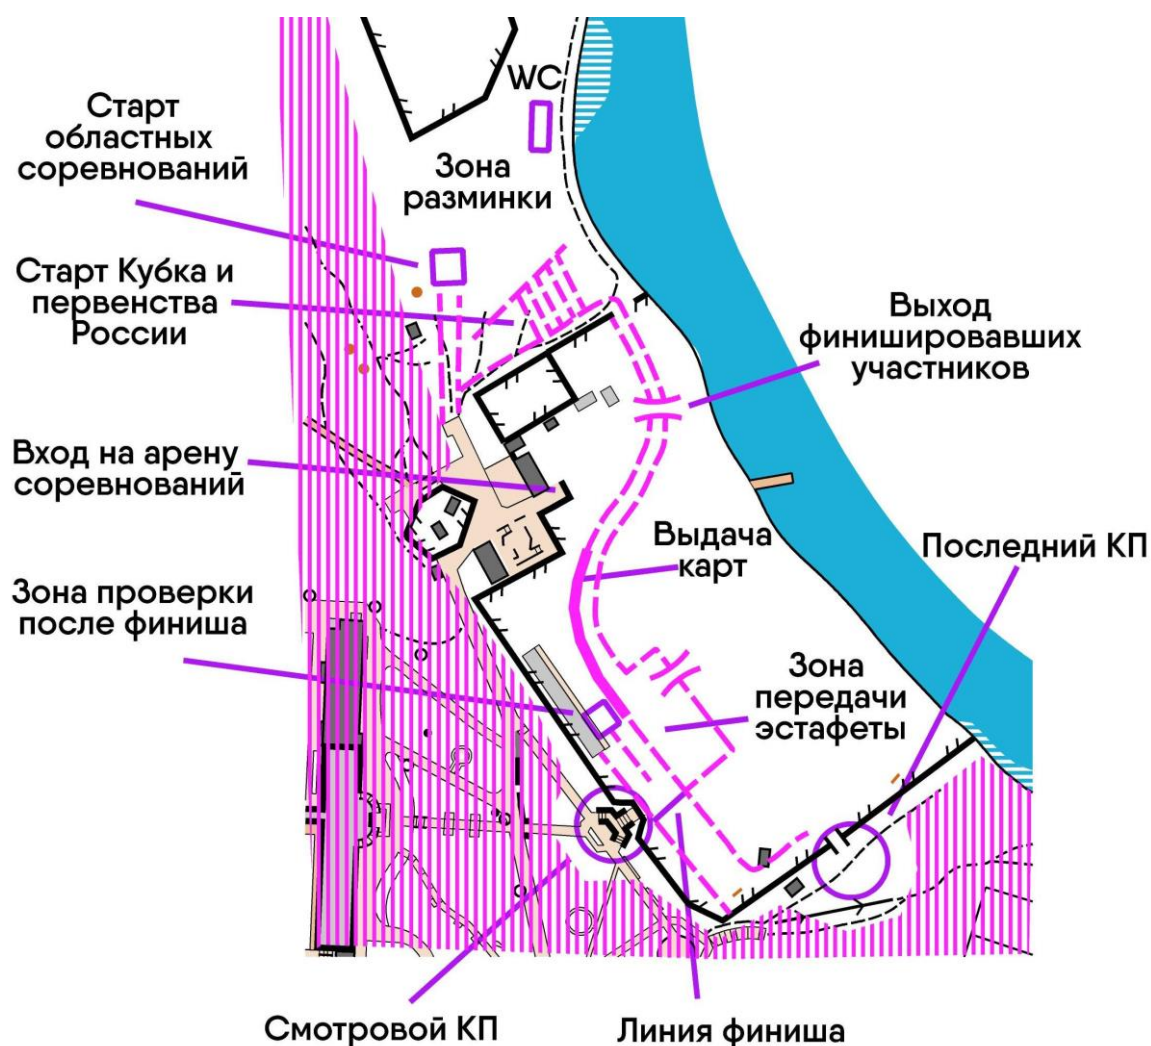 WC
Старт
областных
соревнований
Зона
разминки
Старт Кубка и
первенства
России
Выход
финишировавших
участников
Вход на арену
соревнований
Выдача
карт
Последний КП
Зона проверки
после финиша
Зона
передачи
эстафеты
Смотровой КП
Линия финиша